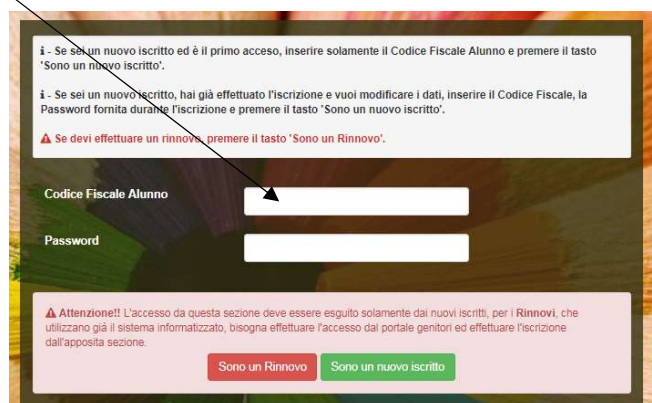 i - Se sei un nuovo iscritto ed è il primo accesso, inserire solamente il Codice Fiscale Alunno e premere il tasto
'Sono un nuovo iscritto'.
i - Se sei un nuovo iscritto, hai già effettuato l'iscrizione e vuoi modificare i dati, inserire il Codice Fiscale, la
Password fornita durante l'iscrizione e premere il tasto 'Sono un nuovo iscritto'.
Se devi effettuare un rinnovo, premere il tasto 'Sono un Rinnovo'.
Codice Fiscale Alunno
Password
Attenzione!! L'accesso da questa sezione deve essere esguito solamente dai nuovi iscritti, per i Rinnovi, che
utilizzano già il sistema informatizzato, bisogna effettuare l'accesso dal portale genitori ed effettuare l'iscrizione
dall'apposita sezione.
Sono un Rinnovo Sono un nuovo iscritto